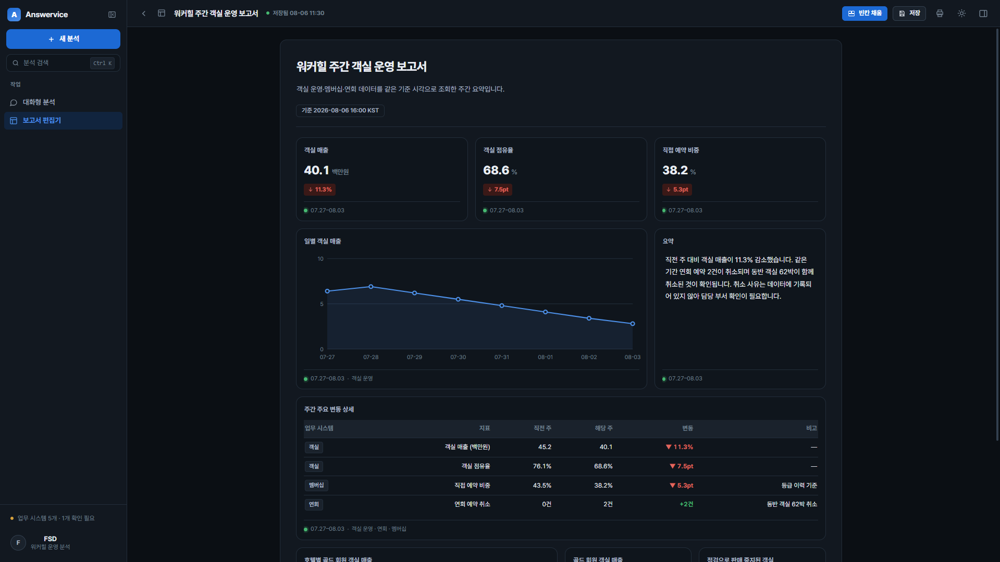 A Answervice
+ 새 분석
분석 검색 Ctrl K
작업
대화형 분석
보고서 편집기
업무 시스템 5개 · 1개 확인 필요
F FSD
워커힐 운영 분석
워커힐 주간 객실 운영 보고서 저장됨 08-06 11:30
빈칸 채움 저장
워커힐 주간 객실 운영 보고서
객실 운영·멤버십·연회 데이터를 같은 기준 시각으로 조회한 주간 요약입니다.
기준 2026-08-06 16:00 KST
객실 매출
40.1 백만원
↓ 11.3%
07.27–08.03
객실 점유율
68.6 %
↓ 7.5pt
07.27–08.03
직접 예약 비중
38.2 %
↓ 5.3pt
07.27–08.03
일별 객실 매출
10
5
0
07-27 07-28 07-29 07-30 07-31 08-01 08-02 08-03
07.27–08.03 · 객실 운영
요약
직전 주 대비 객실 매출이 11.3% 감소했습니다. 같은
기간 연회 예약 2건이 취소되며 동반 객실 62박이 함께
취소된 것이 확인됩니다. 취소 사유는 데이터에 기록되
어 있지 않아 담당 부서 확인이 필요합니다.
07.27–08.03
주간 주요 변동 상세
업무 시스템 지표 직전 주 해당 주 변동 비고
객실 객실 매출 (백만원) 45.2 40.1 ▼ 11.3% —
객실 객실 점유율 76.1% 68.6% ▼ 7.5pt —
멤버십 직접 예약 비중 43.5% 38.2% ▼ 5.3pt 등급 이력 기준
연회 연회 예약 취소 0건 2건 +2건 동반 객실 62박 취소
07.27–08.03 · 객실 운영 · 연회 · 멤버십
호텔별 골드 회원 객실 매출
골드 회원 객실 매출
점검으로 판매 중지된 객실